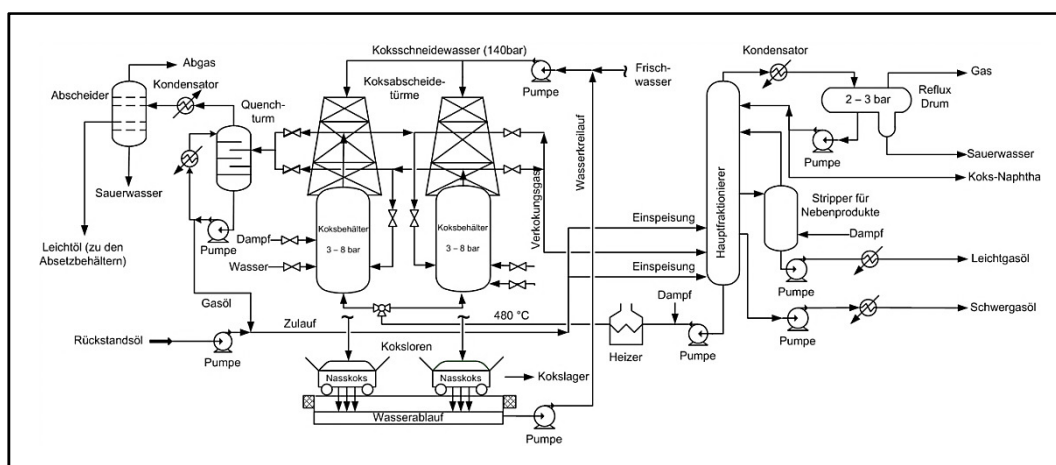 Koksschneidewasser (140bar)
Abgas
Kondensator
Abscheider
Quench-
turm
Koksabscheide-
türme
Pumpe
Frisch-
wasser
Kondensator
Gas
Reflux
Drum
2 – 3 bar
Pumpe
Sauerwasser
Koks-Naphtha
Sauerwasser
Leichtöl (zu den
Absetzbehältern)
Pumpe
Dampf
Wasser
Gasöl
Koksbehälter
3 – 8 bar
Koksbehälter
3 – 8 bar
Verkokungsgas
Wasserkreilauf
Einspeisung
Einspeisung
Hauptfraktionierer
Stripper für
Nebenprodukte
Dampf
Leichtgasöl
Pumpe
Schwergasöl
Pumpe
Rückstandsöl
Pumpe
Zulauf
480 °C
Dampf
Heizer
Pumpe
Koksloren
Nasskoks
Nasskoks
Kokslager
Wasserablauf
Pumpe